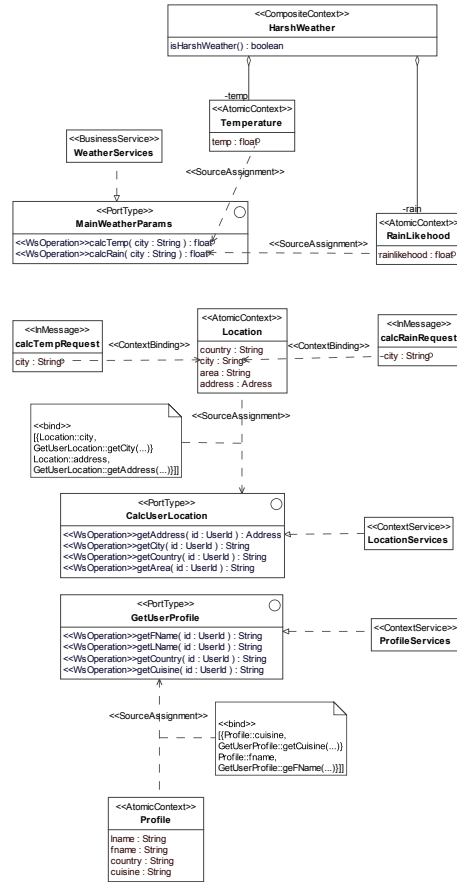 <<CompositeContext>>
HarshWeather
isHarshWeather() : boolean
-temp
<<AtomicContext>>
Temperature
temp : float
<<BusinessService>>
WeatherServices
<<SourceAssignment>>
<<PortType>>
MainWeatherParams
<<WsOperation>>calcTemp( city : String ) : float
<<WsOperation>>calcRain( city : String ) : float
<<SourceAssignment>>
-rain
<<AtomicContext>>
RainLikehood
rainlikehood : float
<<InMessage>>
calcTempRequest
city : String
<<ContextBinding>>
<<AtomicContext>>
Location
country : String
city : String
area : String
address : Adress
<<ContextBinding>>
<<InMessage>>
calcRainRequest
-city : String
<<SourceAssignment>>
<<bind>>
[{Location::city,
GetUserLocation::getCity(...)}
Location::address,
GetUserLocation::getAddress(...)}]]
<<PortType>>
CalcUserLocation
<<WsOperation>>getAddress( id : UserId ) : Address
<<WsOperation>>getCity( id : UserId ) : String
<<WsOperation>>getCountry( id : UserId ) : String
<<WsOperation>>getArea( id : UserId ) : String
<<ContextService>>
LocationServices
<<PortType>>
GetUserProfile
<<WsOperation>>getFName( id : UserId ) : String
<<WsOperation>>getLName( id : UserId ) : String
<<WsOperation>>getCountry( id : UserId ) : String
<<WsOperation>>getCuisine( id : UserId ) : String
<<ContextService>>
ProfileServices
<<SourceAssignment>>
<<bind>>
[{Profile::cuisine,
GetUserProfile::getCuisine(...)}
Profile::fname,
GetUserProfile::geFName(...)}]]
<<AtomicContext>>
Profile
lname : String
fname : String
country : String
cuisine : String